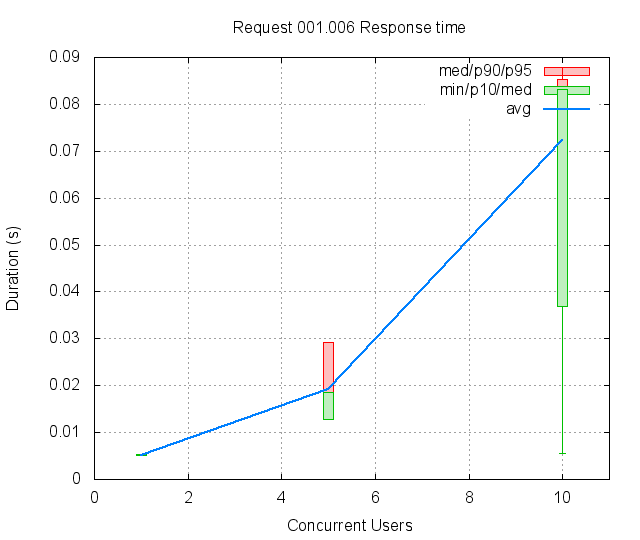 Request 001.006 Response time
med/p90/p95
min/p10/med
avg
0.09
0.08
0.07
0.06
0.05
0.04
0.03
0.02
0.01
0
Duration (s)
0 2 4 6 8 10
Concurrent Users